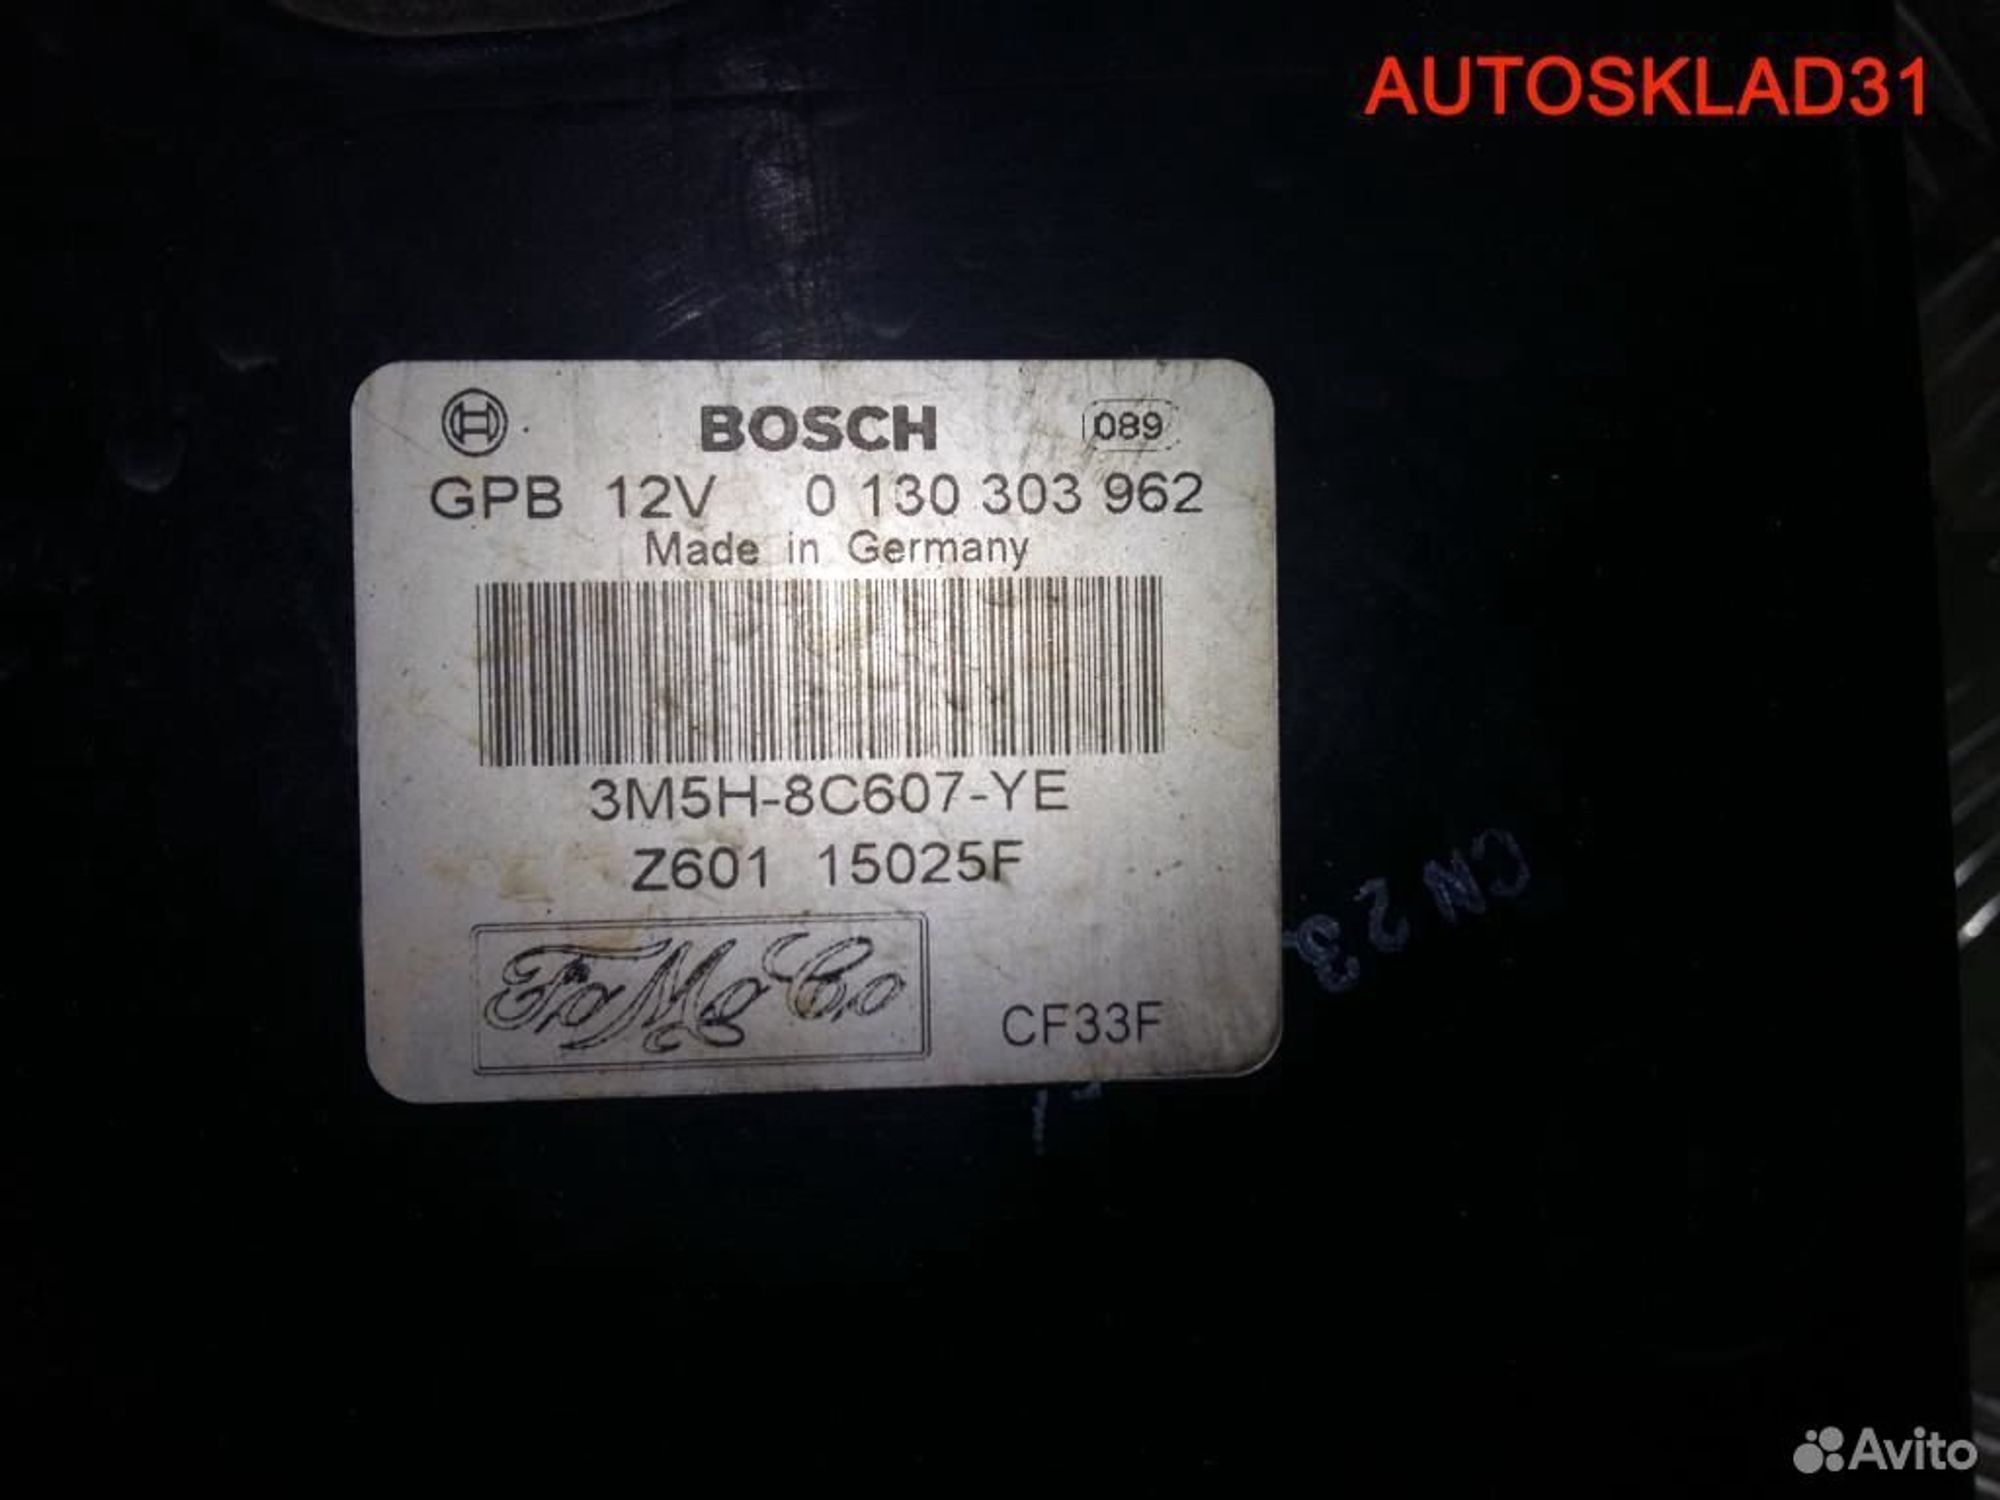 AUTOSKLAD31
BOSCH 089
GPB 12V 0 130 303 962
Made in Germany
3M5H-8C607-YE
Z601 15025F
FoMoCo CF33F
CN23
Avito